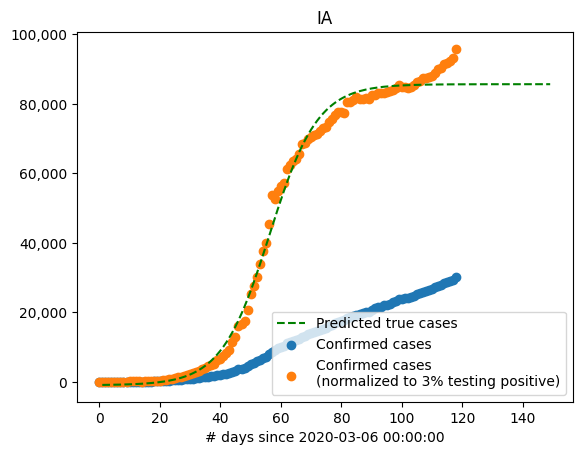 IA
100,000
80,000
60,000
40,000
20,000
0
Predicted true cases
Confirmed cases
Confirmed cases
(normalized to 3% testing positive)
0 20 40 60 80 100 120 140
# days since 2020-03-06 00:00:00